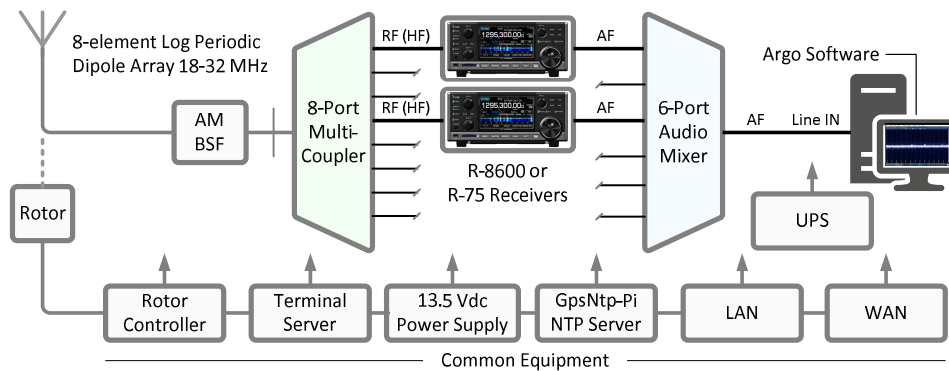 8-element Log Periodic
Dipole Array 18-32 MHz
AM
BSF
8-Port
Multi-
Coupler
RF (HF)
1295.300.00
AF
RF (HF)
1295.300.00
AF
R-8600 or
R-75 Receivers
6-Port
Audio
Mixer
Argo Software
AF
Line IN
UPS
Rotor
Rotor
Controller
Terminal
Server
13.5 Vdc
Power Supply
GpsNtp-Pi
NTP Server
LAN
WAN
Common Equipment